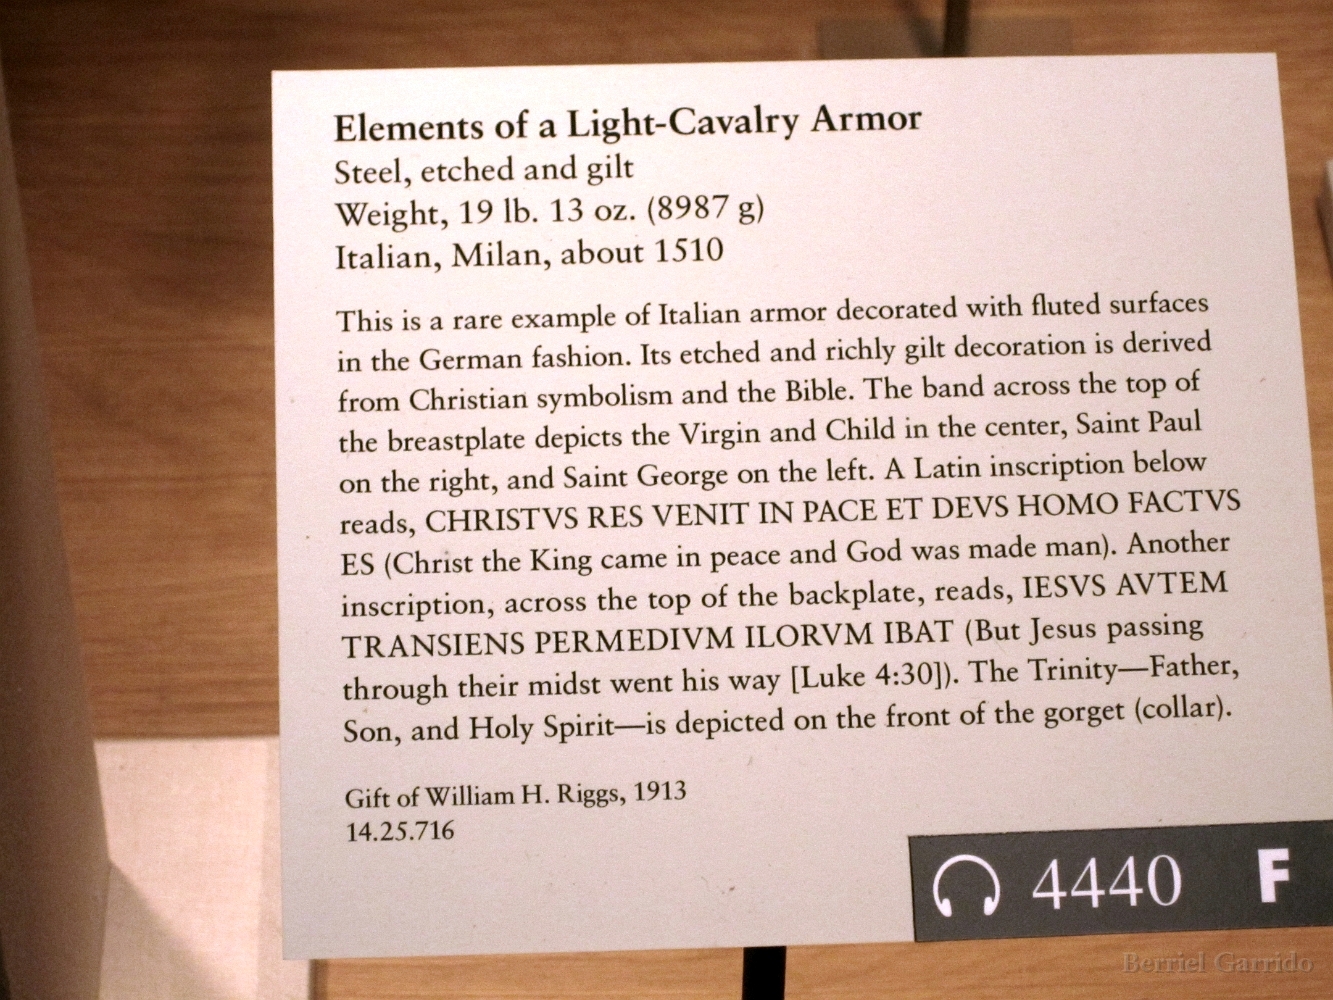 Elements of a Light-Cavalry Armor
Steel, etched and gilt
Weight, 19 lb. 13 oz. (8987 g)
Italian, Milan, about 1510
This is a rare example of Italian armor decorated with fluted surfaces
in the German fashion. Its etched and richly gilt decoration is derived
from Christian symbolism and the Bible. The band across the top of
the breastplate depicts the Virgin and Child in the center, Saint Paul
on the right, and Saint George on the left. A Latin inscription below
reads, CHRISTVS RES VENIT IN PACE ET DEVS HOMO FACTVS
ES (Christ the King came in peace and God was made man). Another
inscription, across the top of the backplate, reads, IESVS AVTEM
TRANSIENS PERMEDIVM ILORVM IBAT (But Jesus passing
through their midst went his way [Luke 4:30]). The Trinity—Father,
Son, and Holy Spirit—is depicted on the front of the gorget (collar).
Gift of William H. Riggs, 1913
14.25.716
4440 F
Berriel Garrido